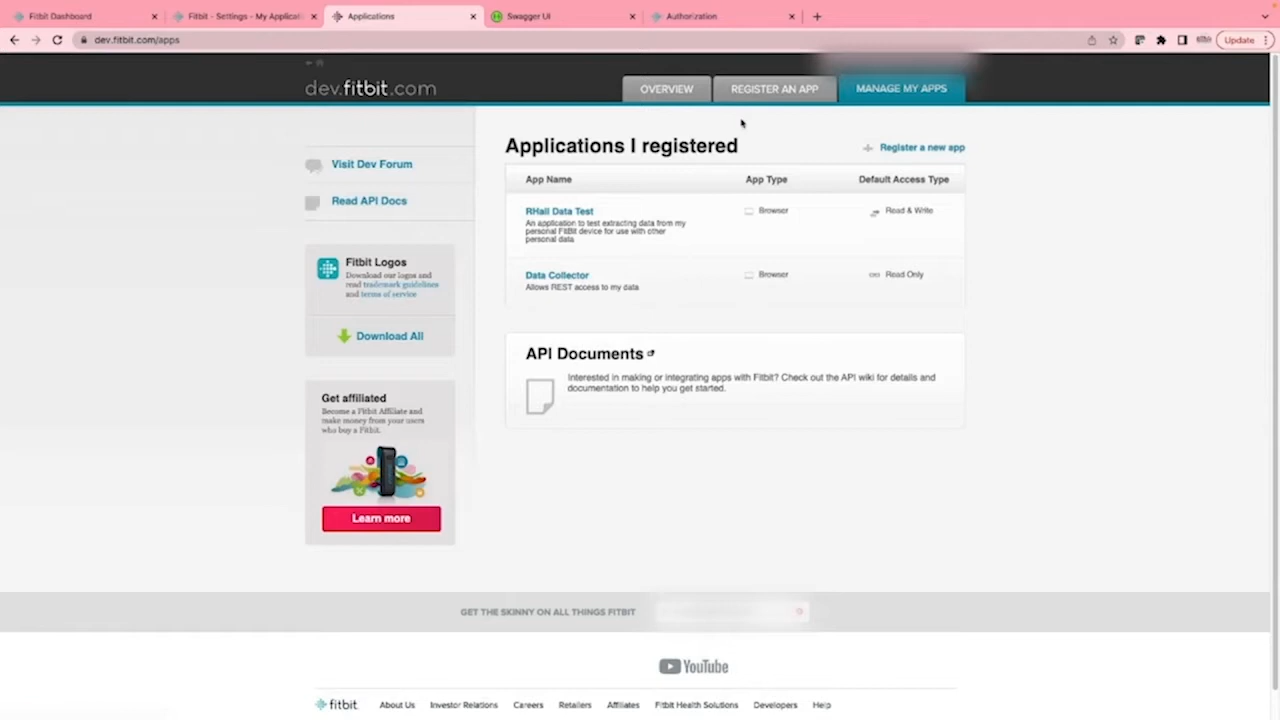 Fitbit Dashboard
Fitbit - Settings - My Applicati
Applications
Swagger UI
Authorization
dev.fitbit.com/apps
Update
dev.fitbit.com
OVERVIEW
REGISTER AN APP
MANAGE MY APPS
Visit Dev Forum
Read API Docs
Fitbit Logos
Download our logos and
read trademark guidelines
and terms of service
Download All
Get affiliated
Become a Fitbit Affiliate and
make money from your users
who buy a Fitbit.
Learn more
Applications I registered
Register a new app
App Name
App Type
Default Access Type
RHall Data Test
An application to test extracting data from my
personal FitBit device for use with other
personal data
Browser
Read & Write
Data Collector
Allows REST access to my data
Browser
Read Only
API Documents
Interested in making or integrating apps with Fitbit? Check out the API wiki for details and
documentation to help you get started.
GET THE SKINNY ON ALL THINGS FITBIT
YouTube
fitbit
About Us
Investor Relations
Careers
Retailers
Affiliates
Fitbit Health Solutions
Developers
Help